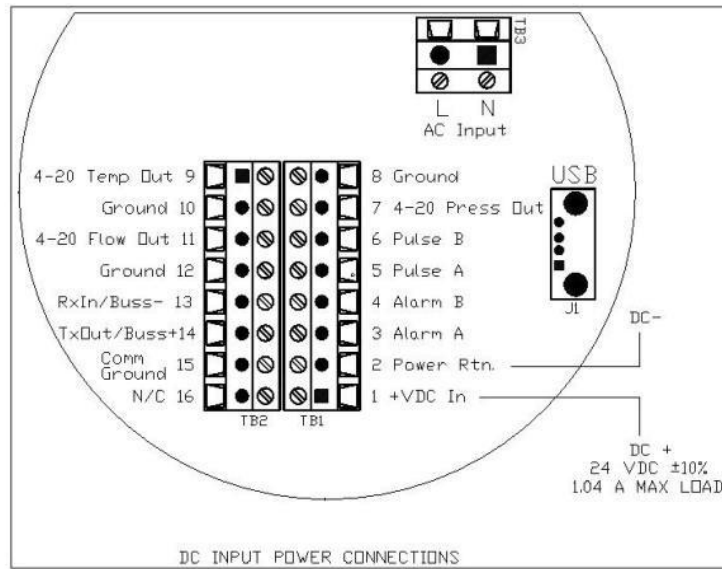 TB3
L N
AC Input
4-20 Temp Out 9
Ground 10
4-20 Flow Out 11
Ground 12
RxIn/Buss- 13
TxOut/Buss+14
Comm
Ground 15
N/C 16
TB2
TB1
8 Ground
7 4-20 Press Out
6 Pulse B
5 Pulse A
4 Alarm B
3 Alarm A
2 Power Rtn.
1 +VDC In
USB
J1
DC-
DC +
24 VDC ±10%
1.04 A MAX LOAD
DC INPUT POWER CONNECTIONS